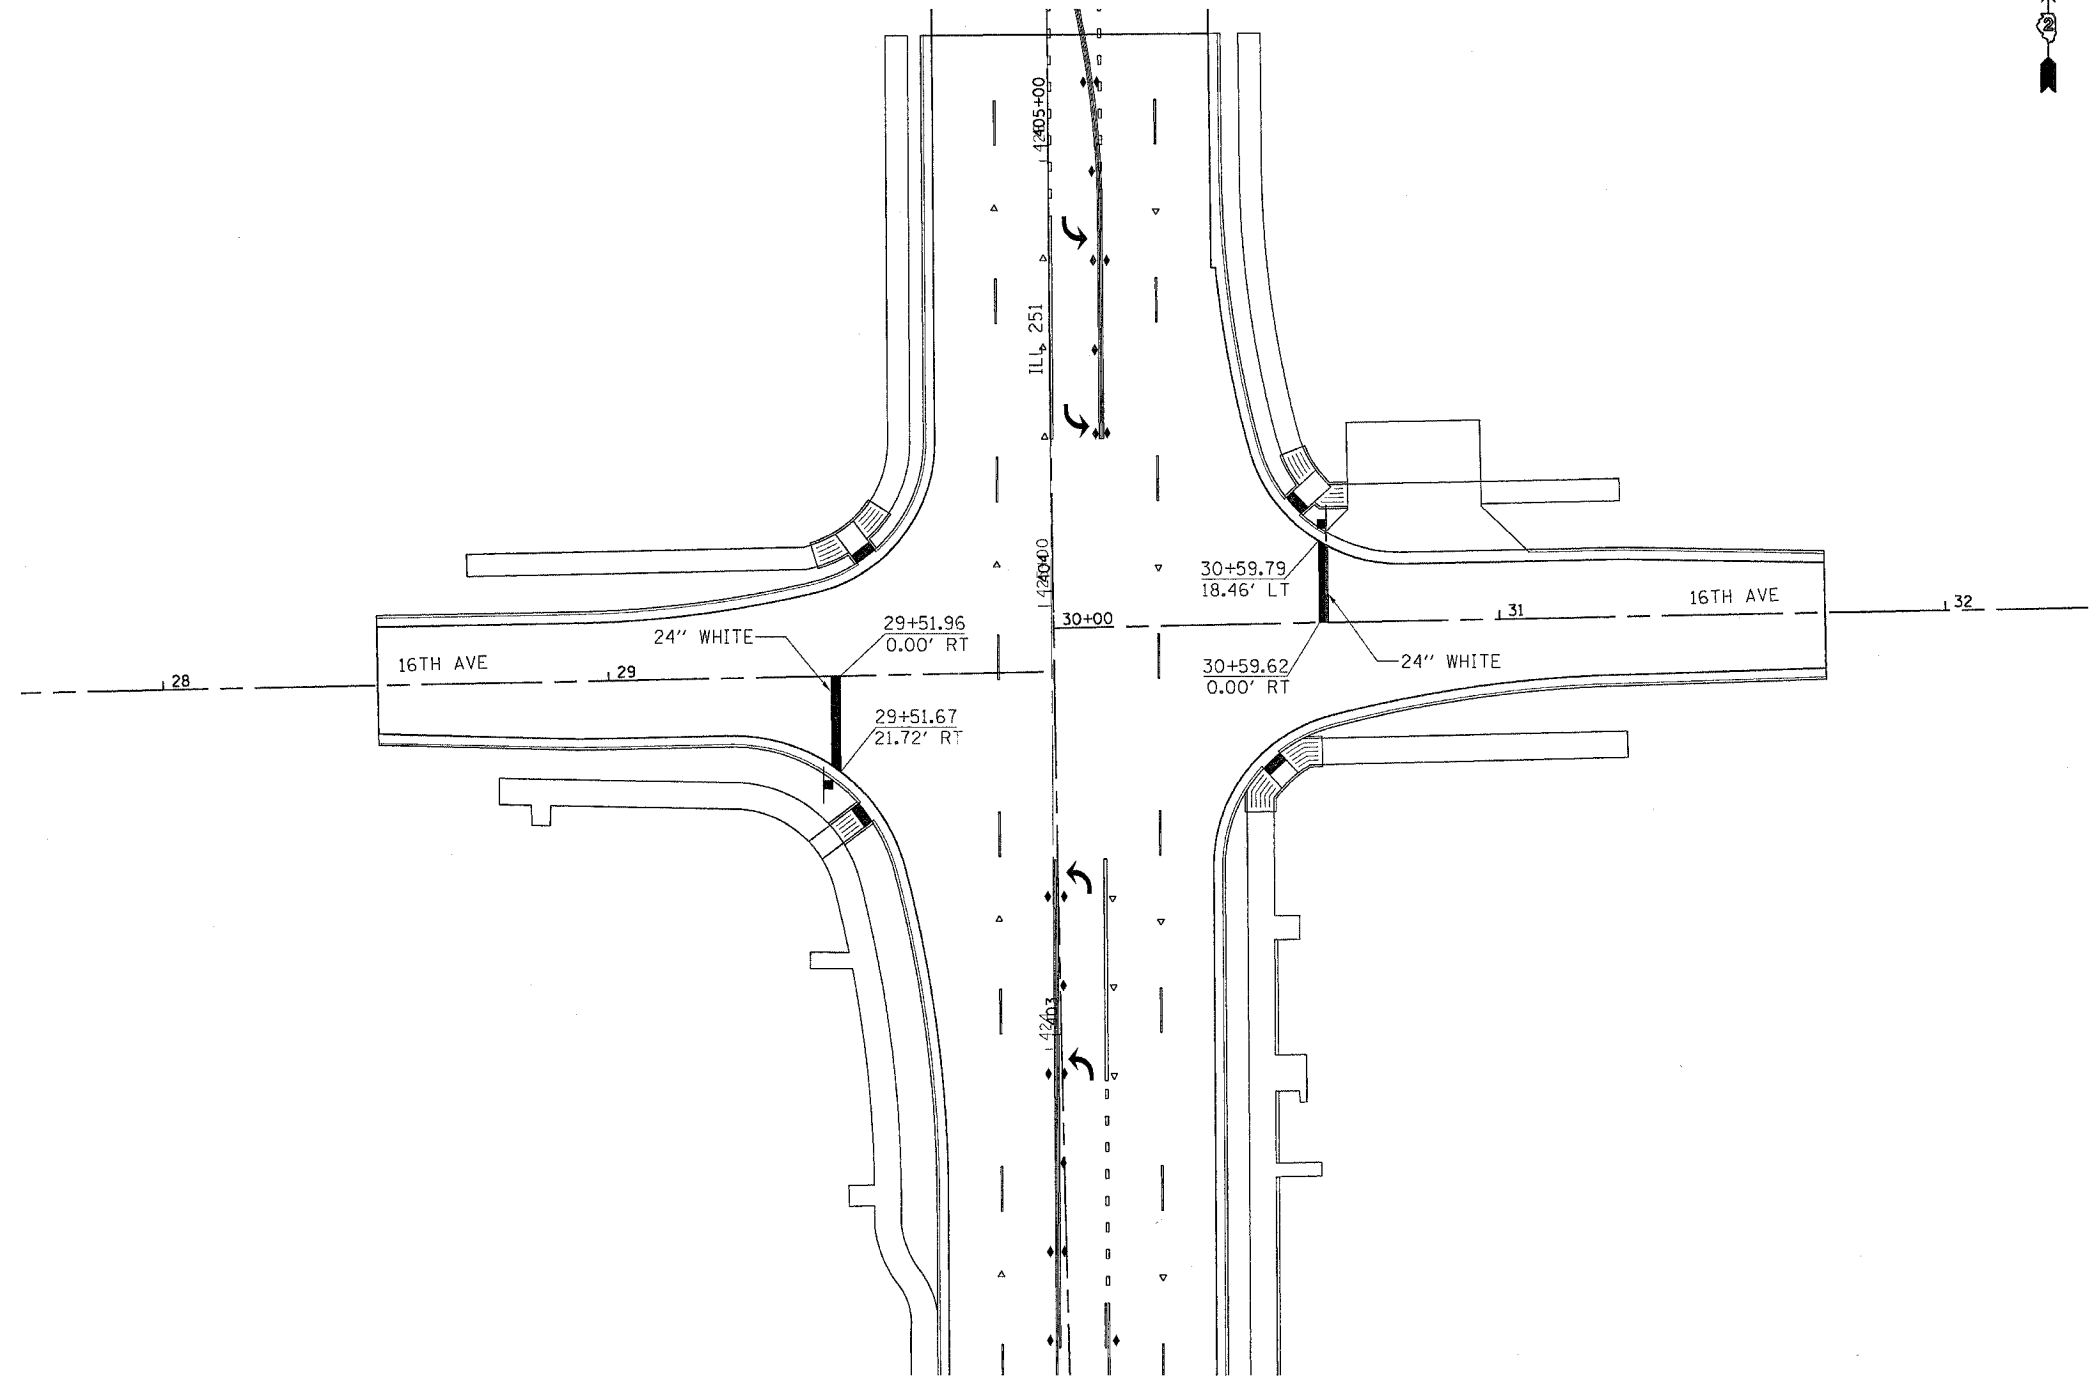 2
405+00
ILL 251
30+59.79
18.46' LT
16TH AVE
31
32
30+00
29+51.96
0.00' RT
24" WHITE
16TH AVE
28
29
30+59.62
0.00' RT
24" WHITE
29+51.67
21.72' RT
403